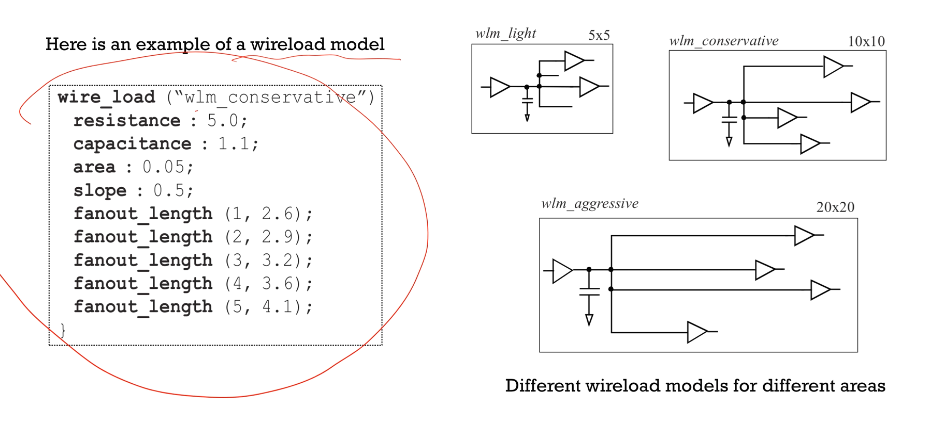 Here is an example of a wireload model
wire_load (“wlm_conservative”)
resistance : 5.0;
capacitance : 1.1;
area : 0.05;
slope : 0.5;
fanout_length (1, 2.6);
fanout_length (2, 2.9);
fanout_length (3, 3.2);
fanout_length (4, 3.6);
fanout_length (5, 4.1);
}
wlm_light 5x5
wlm_conservative 10x10
wlm_aggressive 20x20
Different wireload models for different areas